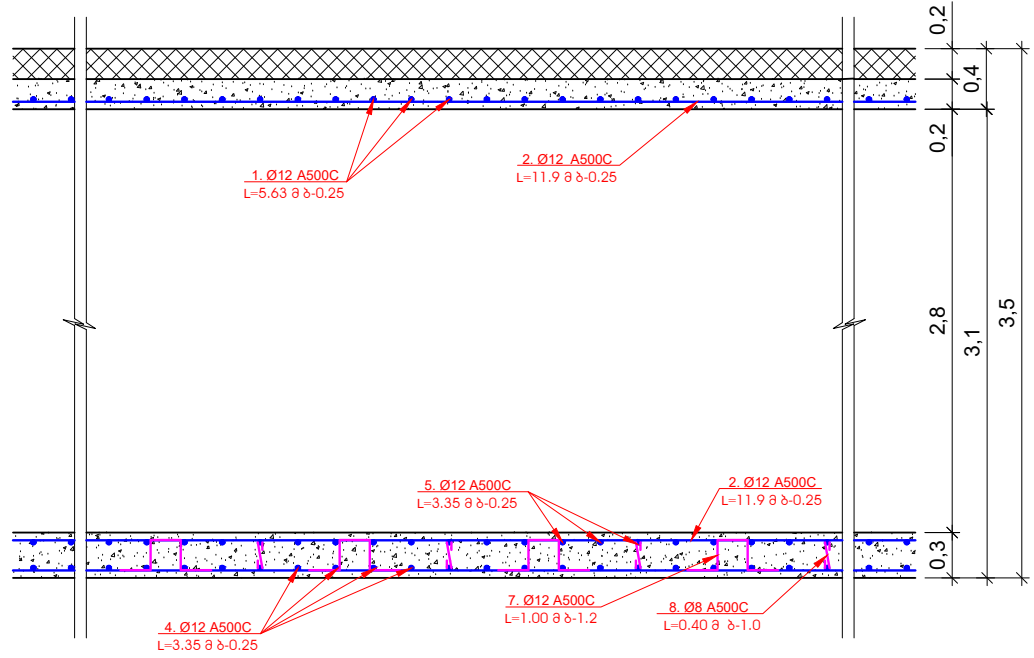 0,2
0,4
0,2
1. Ø12 A500C
L=5.63 მ ბ-0.25
2. Ø12 A500C
L=11.9 მ ბ-0.25
2,8
3,1
3,5
5. Ø12 A500C
L=3.35 მ ბ-0.25
2. Ø12 A500C
L=11.9 მ ბ-0.25
0,3
7. Ø12 A500C
L=1.00 მ ბ-1.2
8. Ø8 A500C
L=0.40 მ ბ-1.0
4. Ø12 A500C
L=3.35 მ ბ-0.25